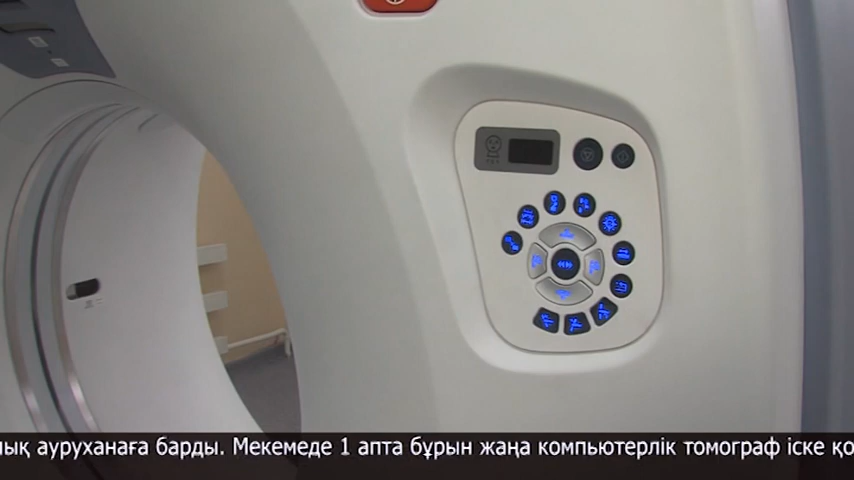 ауруханаға барды. Мекемеде 1 апта бұрын жаңа компьютерлік томограф іске